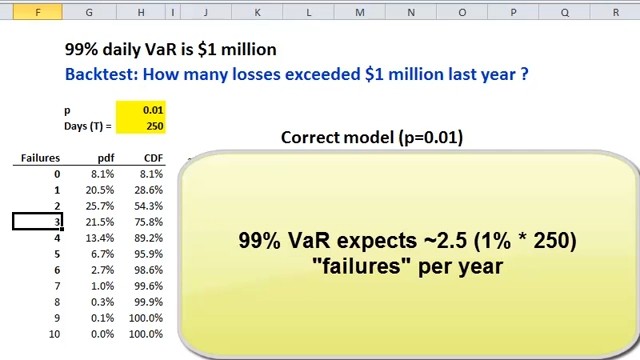 F G H I J K L M N O P Q R
99% daily VaR is $1 million
Backtest: How many losses exceeded $1 million last year ?
p 0.01
Days (T) = 250
Correct model (p=0.01)
Failures pdf CDF
0 8.1% 8.1%
1 20.5% 28.6%
2 25.7% 54.3%
3 21.5% 75.8%
4 13.4% 89.2%
5 6.7% 95.9%
6 2.7% 98.6%
7 1.0% 99.6%
8 0.3% 99.9%
9 0.1% 100.0%
10 0.0% 100.0%
99% VaR expects ~2.5 (1% * 250)
"failures" per year